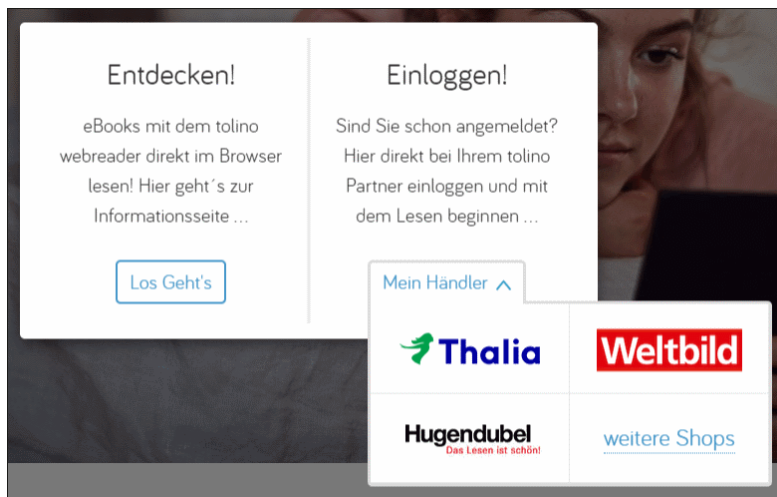 Entdecken!
eBooks mit dem tolino
webreader direkt im Browser
lesen! Hier geht´s zur
Informationsseite ...
Los Geht's
Einloggen!
Sind Sie schon angemeldet?
Hier direkt bei Ihrem tolino
Partner einloggen und mit
dem Lesen beginnen ...
Mein Händler
Thalia
Weltbild
Hugendubel
Das Lesen ist schön!
weitere Shops